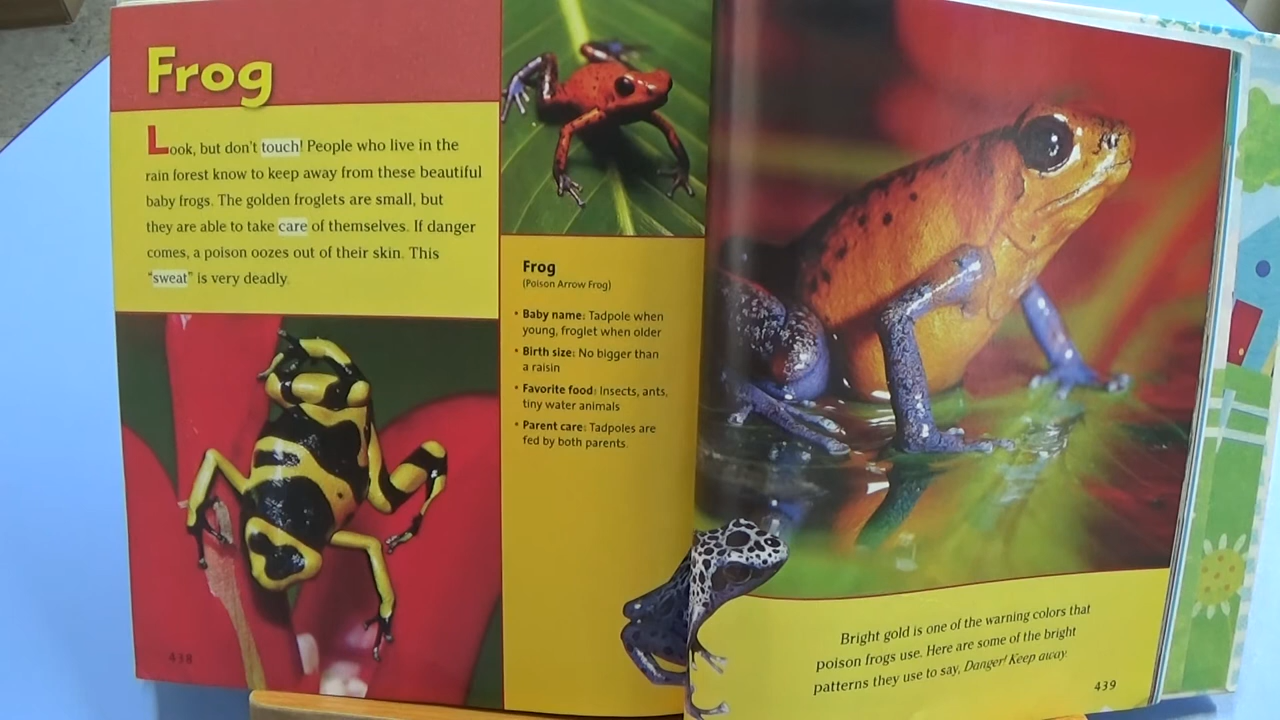 Frog
Look, but don't touch! People who live in the
rain forest know to keep away from these beautiful
baby frogs. The golden froglets are small, but
they are able to take care of themselves. If danger
comes, a poison oozes out of their skin. This
“sweat” is very deadly.
438
Frog
(Poison Arrow Frog)
• Baby name: Tadpole when
young, froglet when older
• Birth size: No bigger than
a raisin
• Favorite food: Insects, ants,
tiny water animals
• Parent care: Tadpoles are
fed by both parents.
Bright gold is one of the warning colors that
poison frogs use. Here are some of the bright
patterns they use to say, Danger! Keep away.
439